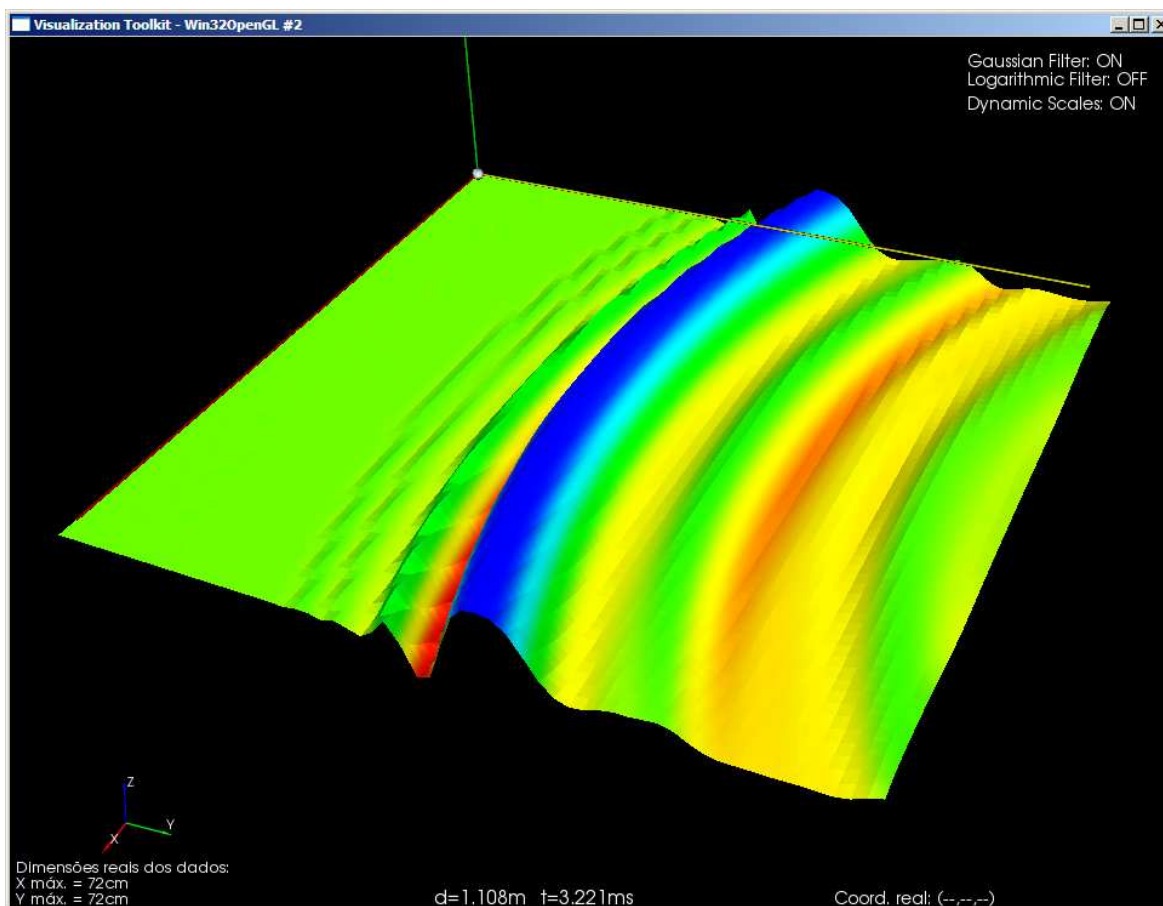 Visualization Toolkit - Win32OpenGL #2
Gaussian Filter: ON
Logarithmic Filter: OFF
Dynamic Scales: ON
Z
Y
X
Dimensões reais dos dados:
X máx. = 72cm
Y máx. = 72cm
d=1.108m t=3.221ms
Coord. real: (--,--,--)